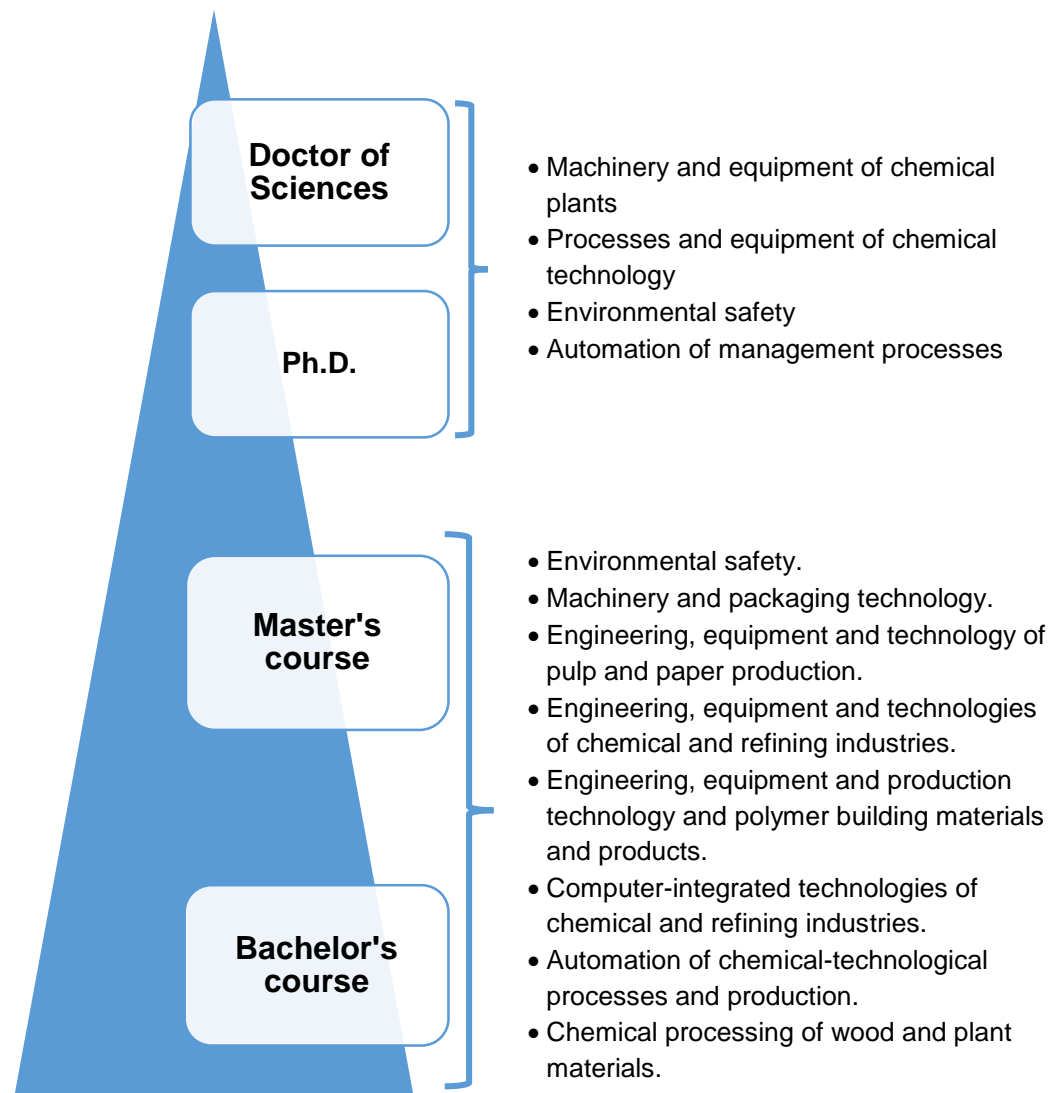 Doctor of
Sciences
• Machinery and equipment of chemical
plants
• Processes and equipment of chemical
technology
• Environmental safety
• Automation of management processes
Ph.D.
Master's
course
• Environmental safety.
• Machinery and packaging technology.
• Engineering, equipment and technology of
pulp and paper production.
• Engineering, equipment and technologies
of chemical and refining industries.
• Engineering, equipment and production
technology and polymer building materials
and products.
• Computer-integrated technologies of
chemical and refining industries.
• Automation of chemical-technological
processes and production.
• Chemical processing of wood and plant
materials.
Bachelor's
course